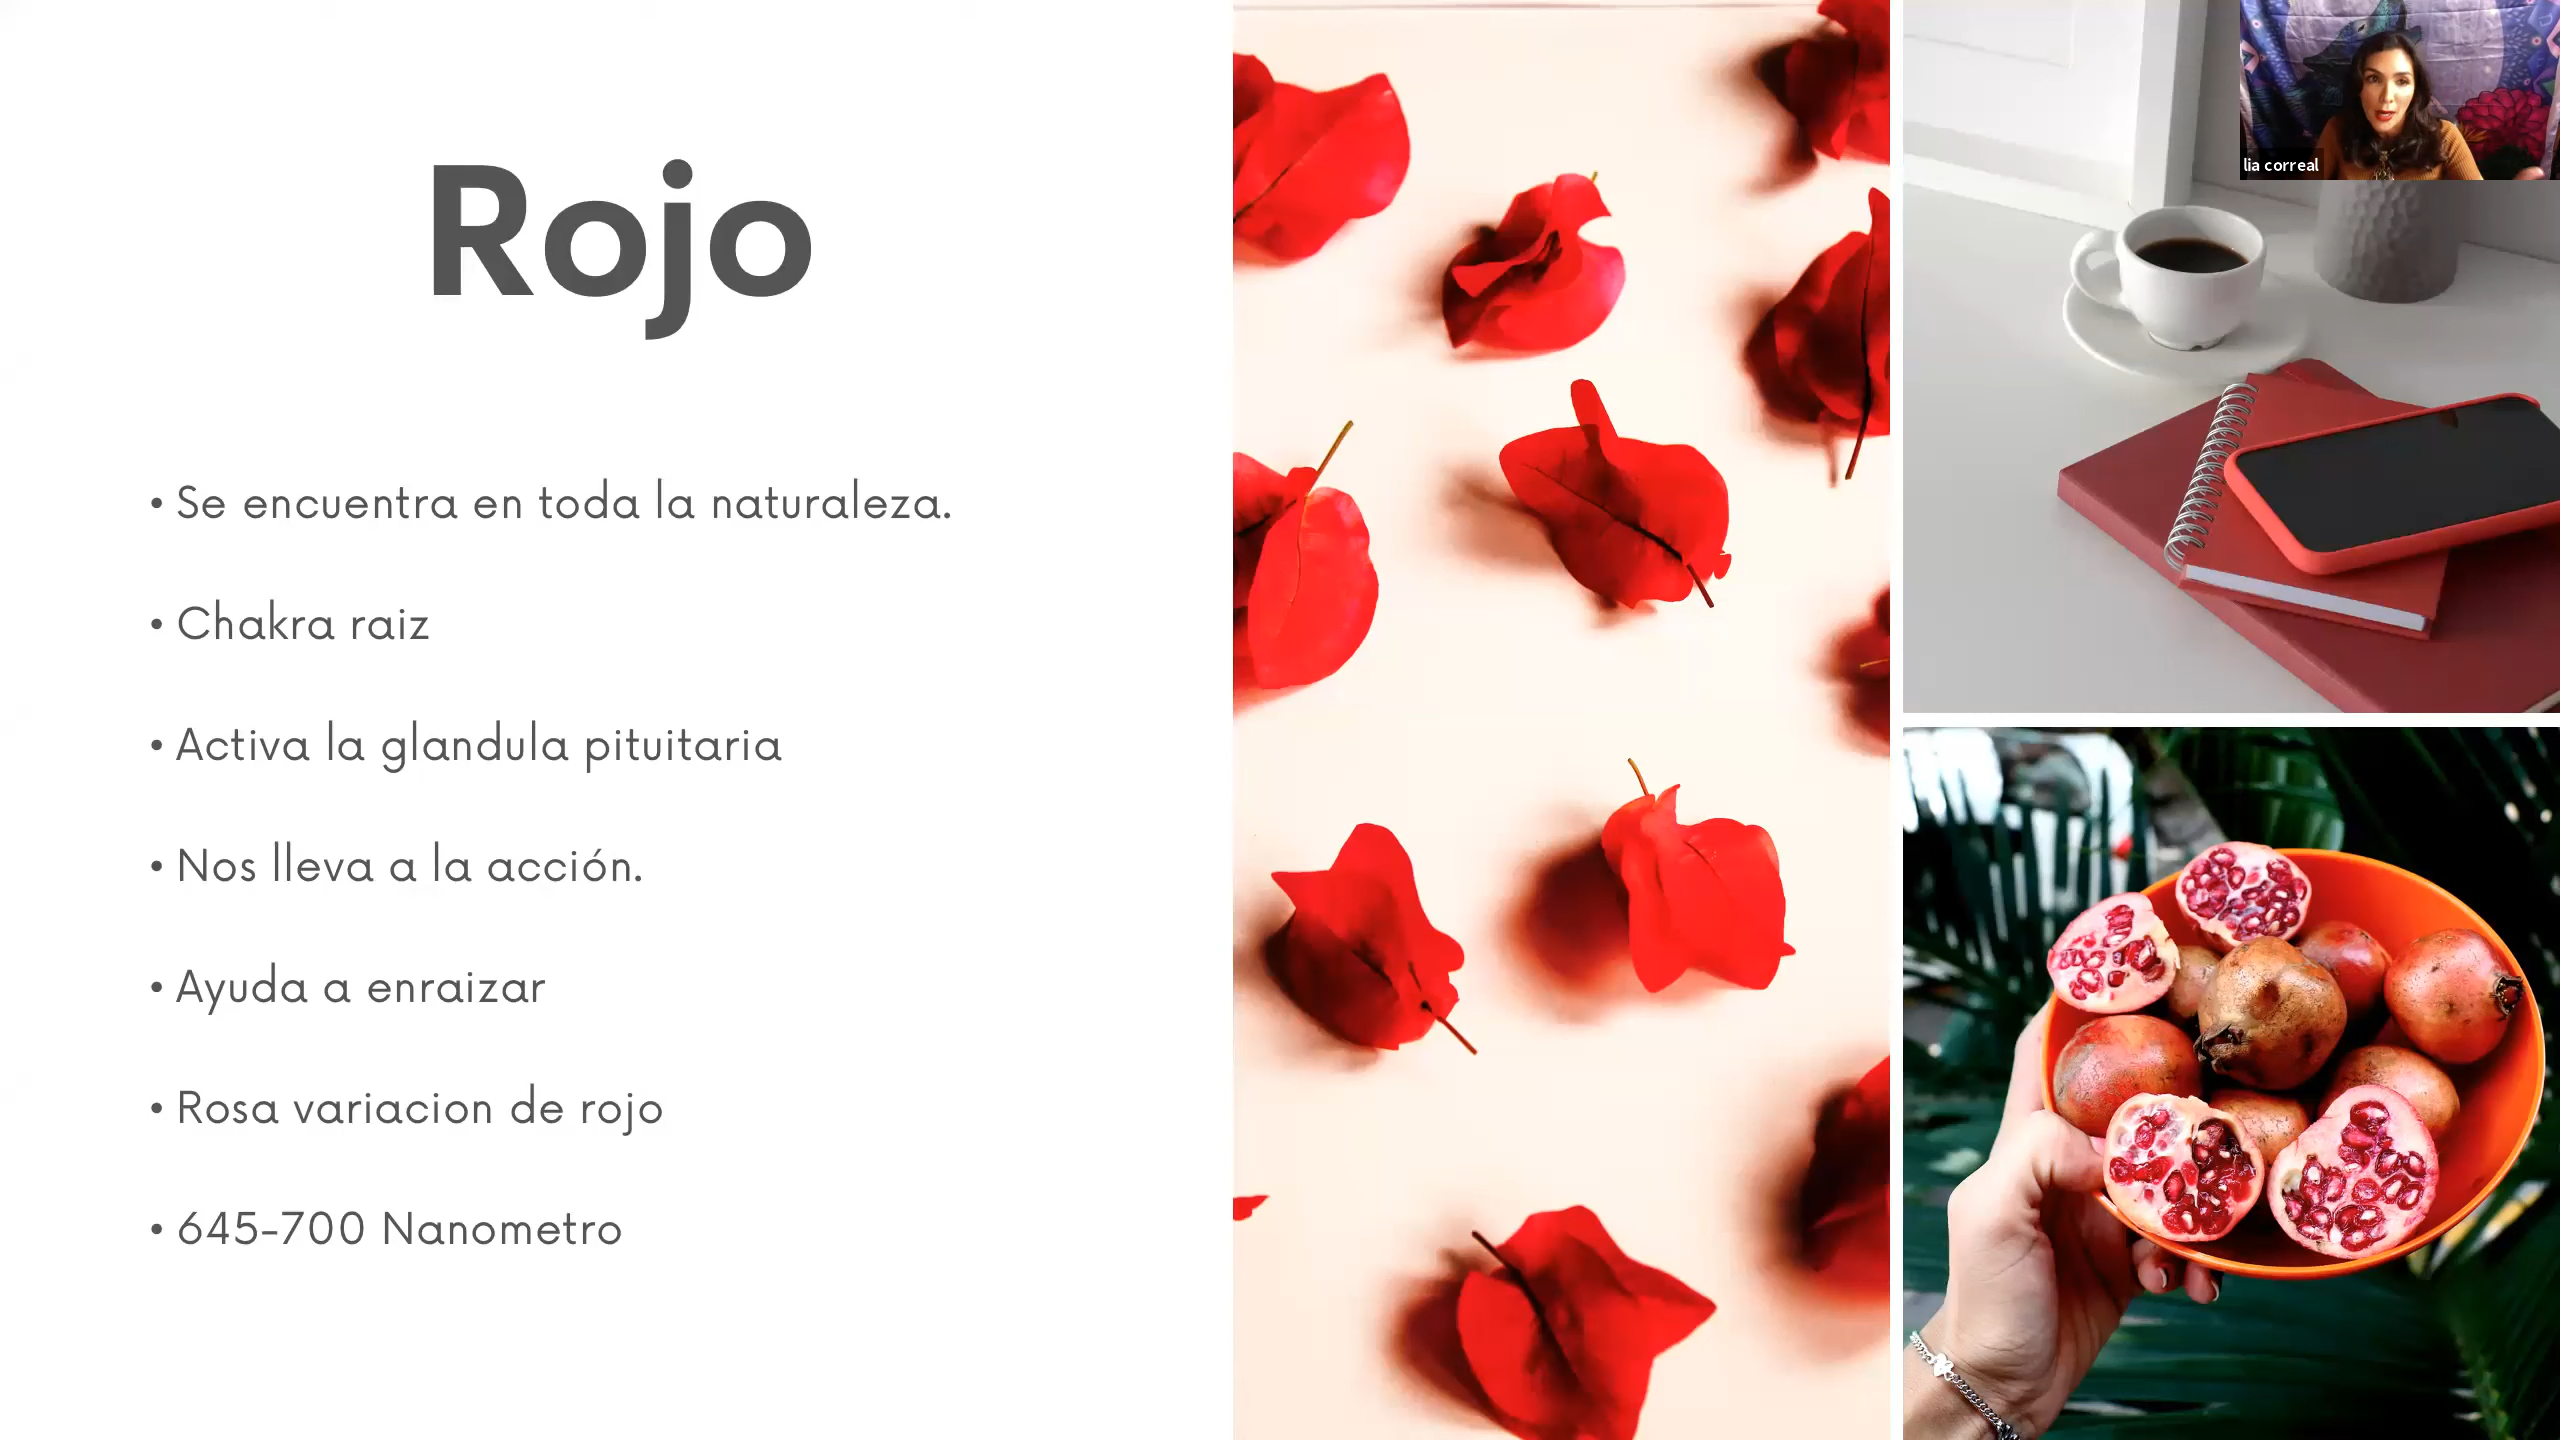 Rojo
• Se encuentra en toda la naturaleza.
• Chakra raiz
• Activa la glandula pituitaria
• Nos lleva a la acción.
• Ayuda a enraizar
• Rosa variacion de rojo
• 645-700 Nanometro
lia correal